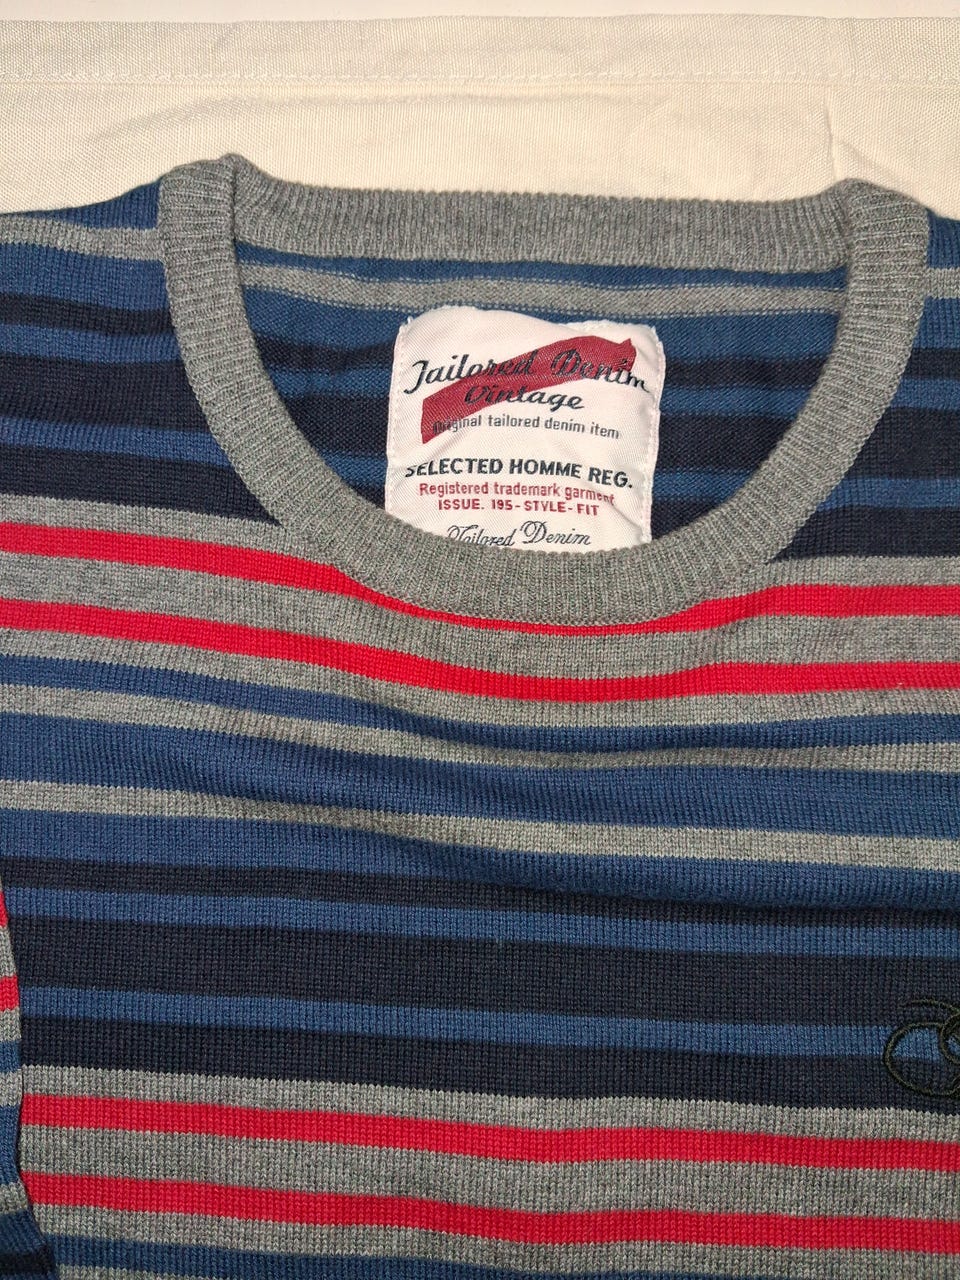 Tailored Denim
Vintage
Original tailored denim item
SELECTED HOMME REG.
Registered trademark garment
ISSUE. 195-STYLE-FIT
Tailored Denim